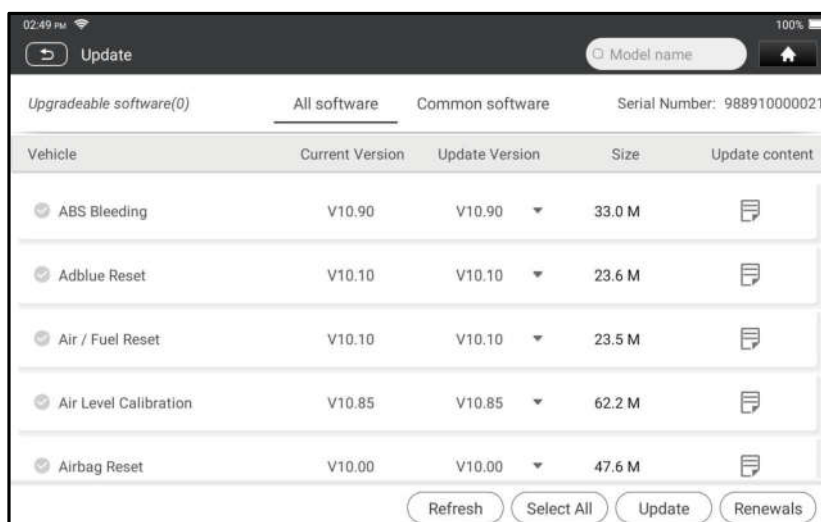 02:49 PM 100%
Update Model name
Upgradeable software(0) All software Common software Serial Number: 988910000021
Vehicle Current Version Update Version Size Update content
ABS Bleeding V10.90 V10.90 33.0 M
Adblue Reset V10.10 V10.10 23.6 M
Air / Fuel Reset V10.10 V10.10 23.5 M
Air Level Calibration V10.85 V10.85 62.2 M
Airbag Reset V10.00 V10.00 47.6 M
Refresh Select All Update Renewals